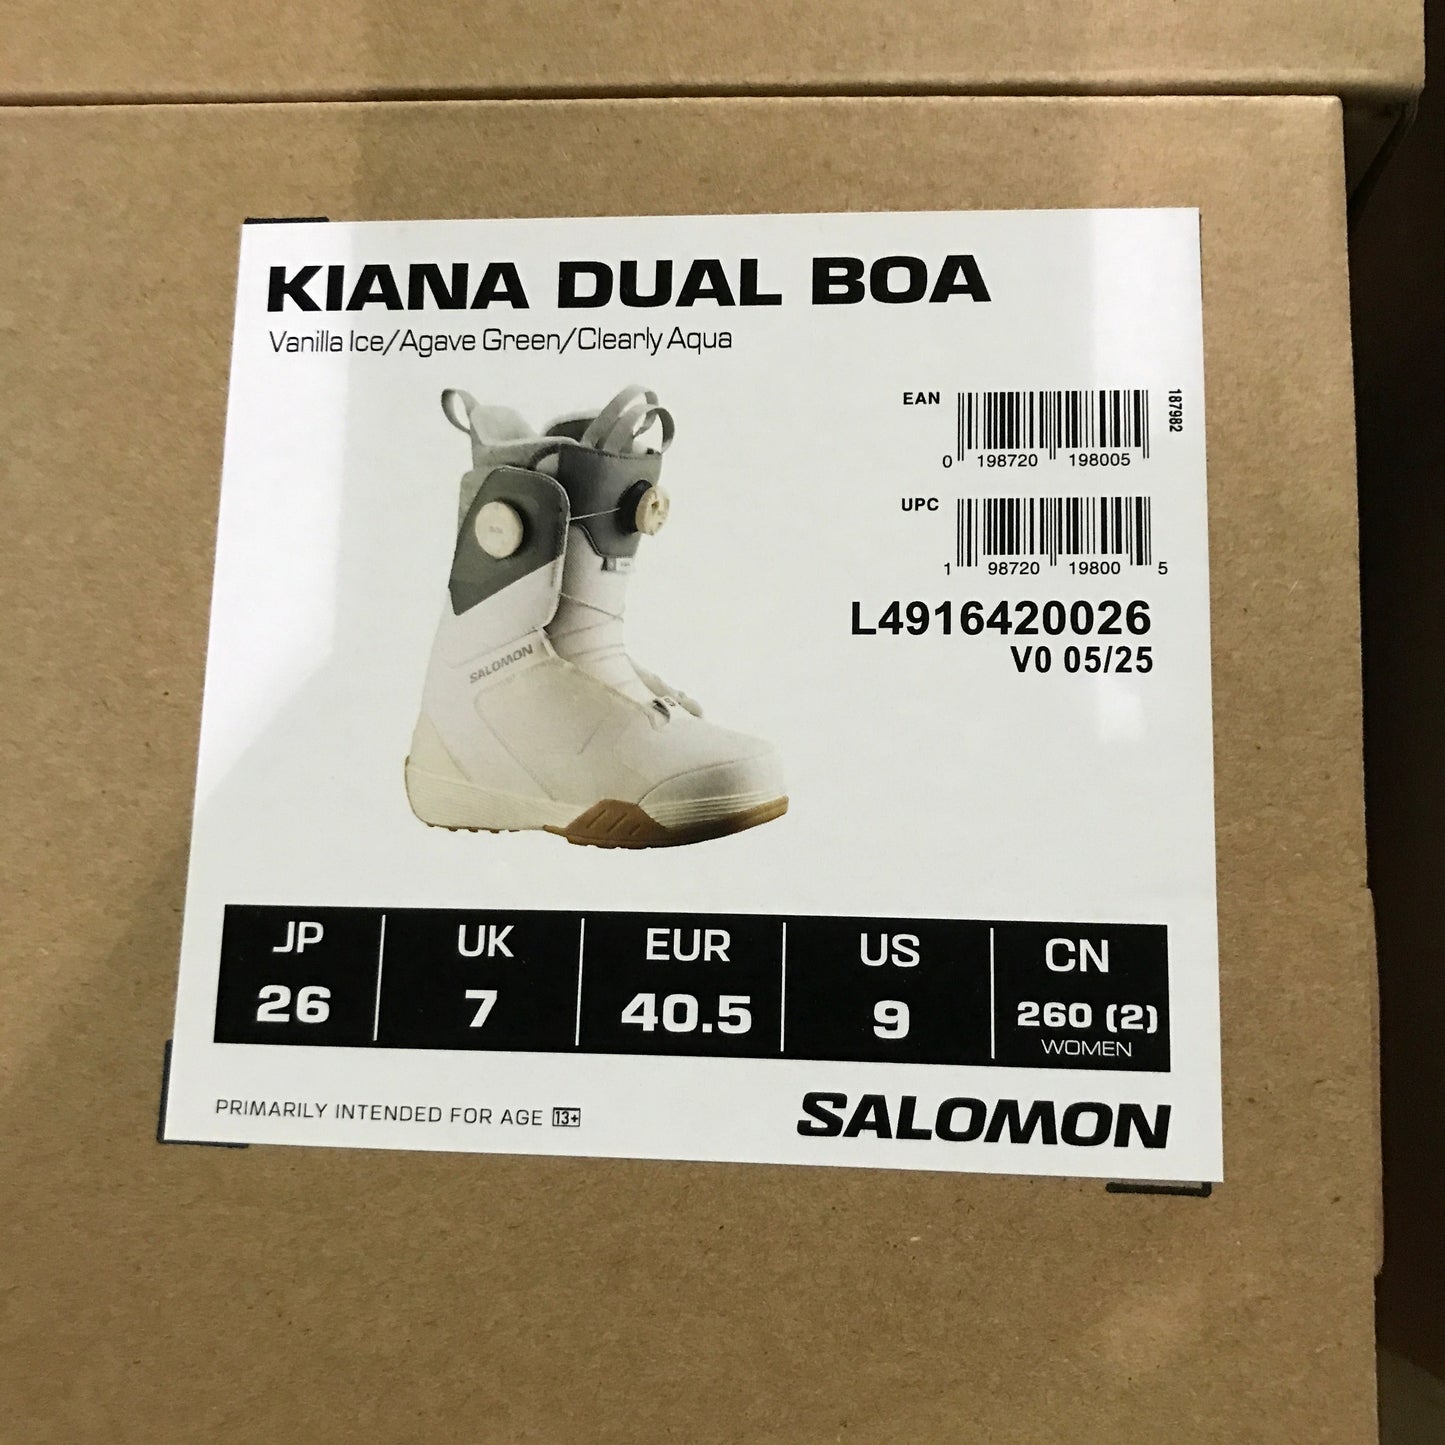 KIANA DUAL BOA
Vanilla Ice/Agave Green/Clearly Aqua
EAN
187982
0 198720 198005
UPC
1 98720 19800 5
L4916420026
V0 05/25
SALOMON
JP UK EUR US CN
26 7 40.5 9 260 (2)
WOMEN
PRIMARILY INTENDED FOR AGE 13+
SALOMON